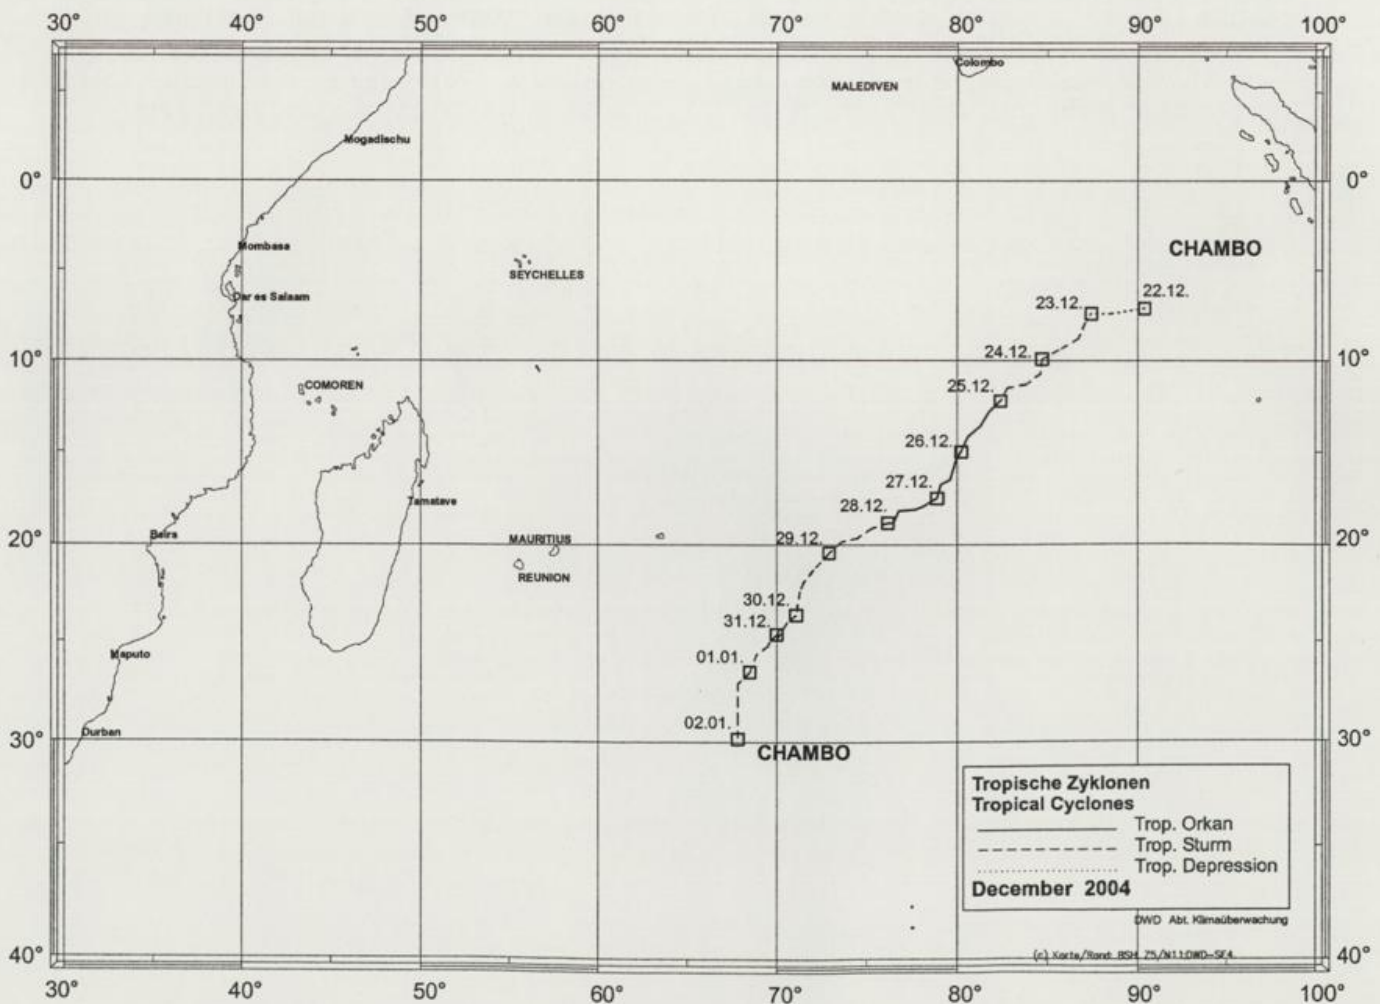 30° 40° 50° 60° 70° 80° 90° 100°
Colombo
MALEDIVEN
Mogadischu
0° 0°
Mombasa
CHAMBO
SEYCHELLES
Dar es Salaam
22.12.
23.12.
24.12.
10° 10°
COMOREN
25.12.
26.12.
27.12.
Tamatave
28.12.
Beira
MAURITIUS
29.12.
20° 20°
REUNION
30.12.
31.12.
Maputo
01.01.
02.01.
Durban
30° 30°
CHAMBO
Tropische Zyklonen
Tropical Cyclones
Trop. Orkan
Trop. Sturm
Trop. Depression
December 2004
DWD Abt. Klimaüberwachung
40° 40°
(c) Karte/Rand: BSH
30° 40° 50° 60° 70° 80° 90° 100°